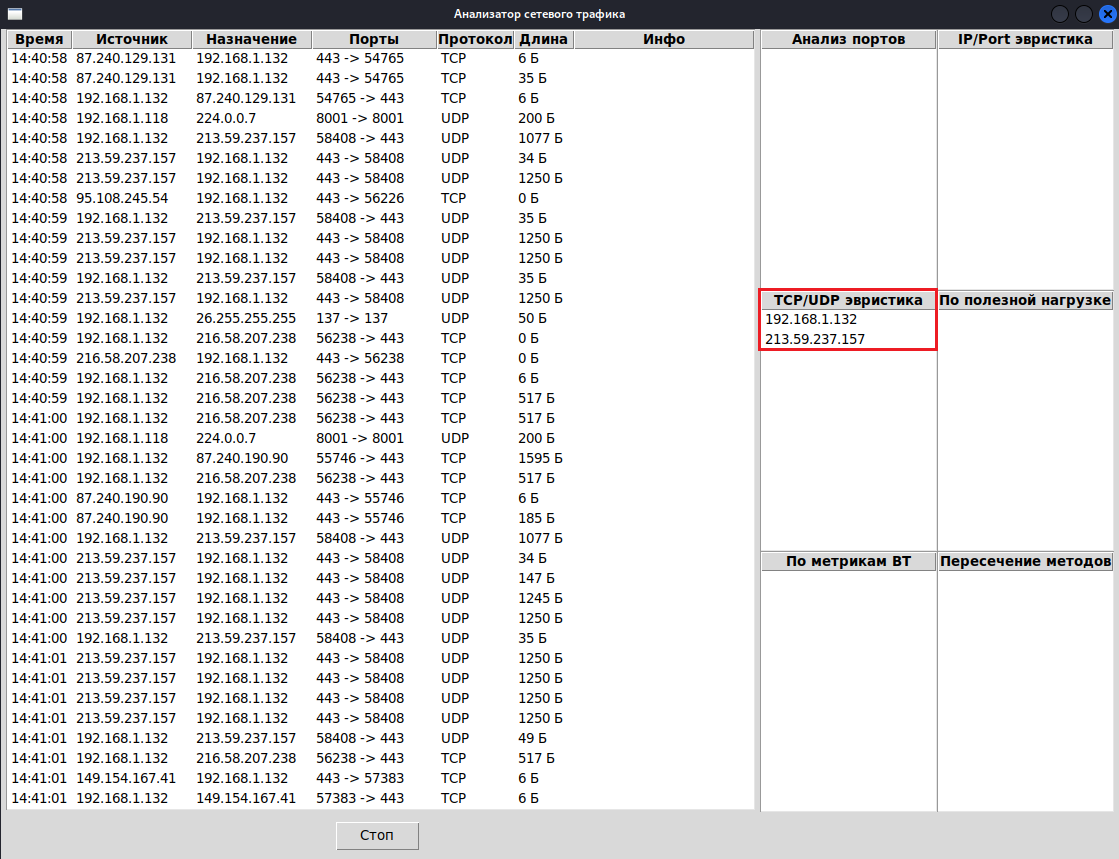 Анализатор сетевого трафика
Время Источник Назначение Порты Протокол Длина Инфо
14:40:58 87.240.129.131 192.168.1.132 443 -> 54765 TCP 6 Б
14:40:58 87.240.129.131 192.168.1.132 443 -> 54765 TCP 35 Б
14:40:58 192.168.1.132 87.240.129.131 54765 -> 443 TCP 6 Б
14:40:58 192.168.1.118 224.0.0.7 8001 -> 8001 UDP 200 Б
14:40:58 192.168.1.132 213.59.237.157 58408 -> 443 UDP 1077 Б
14:40:58 213.59.237.157 192.168.1.132 443 -> 58408 UDP 34 Б
14:40:58 213.59.237.157 192.168.1.132 443 -> 58408 UDP 1250 Б
14:40:58 95.108.245.54 192.168.1.132 443 -> 56226 TCP 0 Б
14:40:59 192.168.1.132 213.59.237.157 58408 -> 443 UDP 35 Б
14:40:59 213.59.237.157 192.168.1.132 443 -> 58408 UDP 1250 Б
14:40:59 213.59.237.157 192.168.1.132 443 -> 58408 UDP 1250 Б
14:40:59 192.168.1.132 213.59.237.157 58408 -> 443 UDP 35 Б
14:40:59 213.59.237.157 192.168.1.132 443 -> 58408 UDP 1250 Б
14:40:59 192.168.1.132 26.255.255.255 137 -> 137 UDP 50 Б
14:40:59 192.168.1.132 216.58.207.238 56238 -> 443 TCP 0 Б
14:40:59 216.58.207.238 192.168.1.132 443 -> 56238 TCP 0 Б
14:40:59 192.168.1.132 216.58.207.238 56238 -> 443 TCP 6 Б
14:40:59 192.168.1.132 216.58.207.238 56238 -> 443 TCP 517 Б
14:41:00 192.168.1.132 216.58.207.238 56238 -> 443 TCP 517 Б
14:41:00 192.168.1.118 224.0.0.7 8001 -> 8001 UDP 200 Б
14:41:00 192.168.1.132 87.240.190.90 55746 -> 443 TCP 1595 Б
14:41:00 192.168.1.132 216.58.207.238 56238 -> 443 TCP 517 Б
14:41:00 87.240.190.90 192.168.1.132 443 -> 55746 TCP 6 Б
14:41:00 87.240.190.90 192.168.1.132 443 -> 55746 TCP 185 Б
14:41:00 192.168.1.132 213.59.237.157 58408 -> 443 UDP 1077 Б
14:41:00 213.59.237.157 192.168.1.132 443 -> 58408 UDP 34 Б
14:41:00 213.59.237.157 192.168.1.132 443 -> 58408 UDP 147 Б
14:41:00 213.59.237.157 192.168.1.132 443 -> 58408 UDP 1245 Б
14:41:00 213.59.237.157 192.168.1.132 443 -> 58408 UDP 1250 Б
14:41:00 192.168.1.132 213.59.237.157 58408 -> 443 UDP 35 Б
14:41:01 213.59.237.157 192.168.1.132 443 -> 58408 UDP 1250 Б
14:41:01 213.59.237.157 192.168.1.132 443 -> 58408 UDP 1250 Б
14:41:01 213.59.237.157 192.168.1.132 443 -> 58408 UDP 1250 Б
14:41:01 213.59.237.157 192.168.1.132 443 -> 58408 UDP 1250 Б
14:41:01 192.168.1.132 213.59.237.157 58408 -> 443 UDP 49 Б
14:41:01 192.168.1.132 216.58.207.238 56238 -> 443 TCP 517 Б
14:41:01 149.154.167.41 192.168.1.132 443 -> 57383 TCP 6 Б
14:41:01 192.168.1.132 149.154.167.41 57383 -> 443 TCP 6 Б
Анализ портов IP/Port эвристика
TCP/UDP эвристика По полезной нагрузке
192.168.1.132
213.59.237.157
По метрикам BT Пересечение методов
Стоп